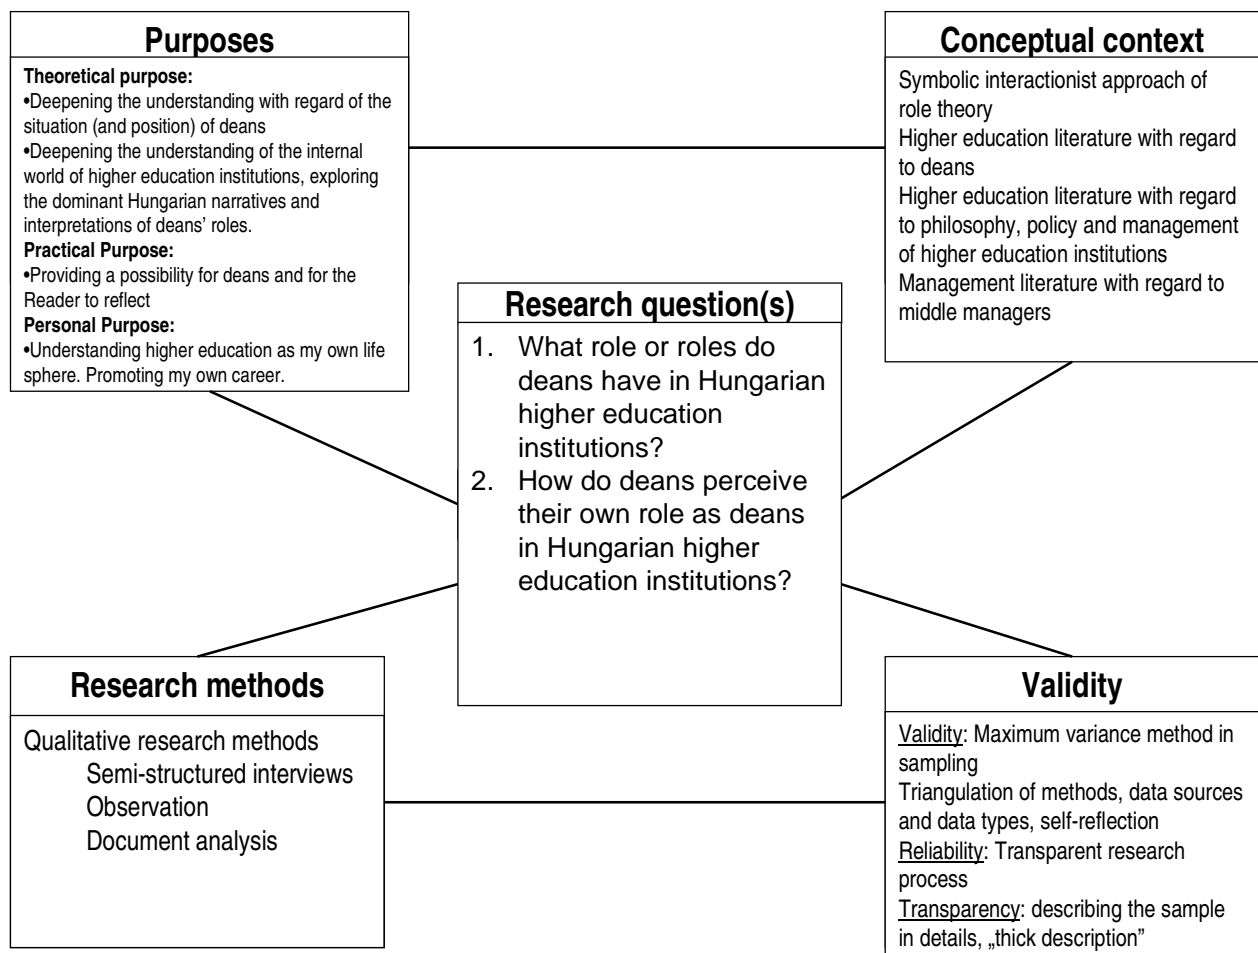 Purposes
Theoretical purpose:
•Deepening the understanding with regard of the
situation (and position) of deans
•Deepening the understanding of the internal
world of higher education institutions, exploring
the dominant Hungarian narratives and
interpretations of deans' roles.
Practical Purpose:
•Providing a possibility for deans and for the
Reader to reflect
Personal Purpose:
•Understanding higher education as my own life
sphere. Promoting my own career.
Conceptual context
Symbolic interactionist approach of
role theory
Higher education literature with regard
to deans
Higher education literature with regard
to philosophy, policy and management
of higher education institutions
Management literature with regard to
middle managers
Research question(s)
1. What role or roles do
deans have in Hungarian
higher education
institutions?
2. How do deans perceive
their own role as deans
in Hungarian higher
education institutions?
Research methods
Qualitative research methods
Semi-structured interviews
Observation
Document analysis
Validity
Validity: Maximum variance method in
sampling
Triangulation of methods, data sources
and data types, self-reflection
Reliability: Transparent research
process
Transparency: describing the sample
in details, „thick description”